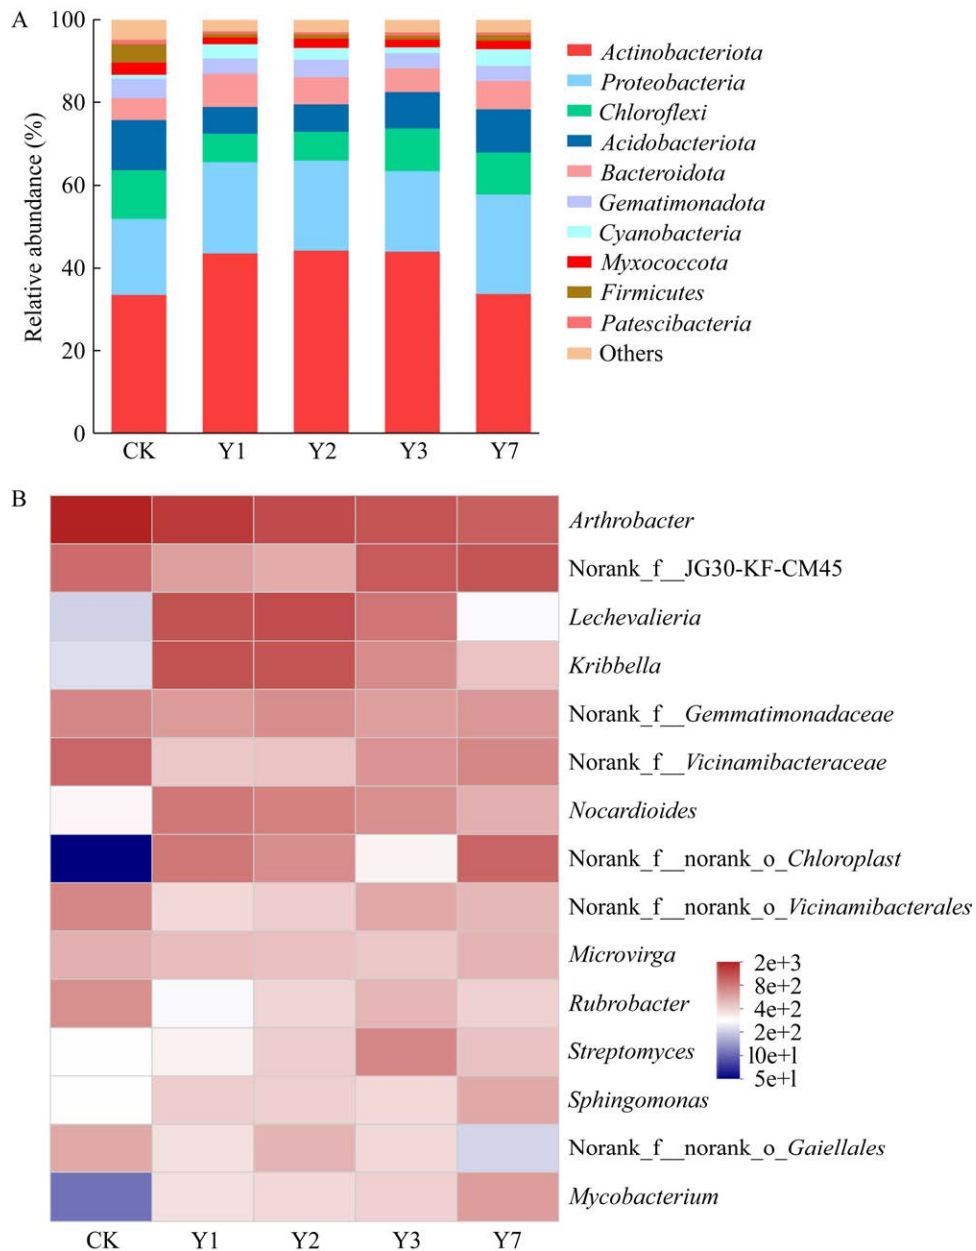 A
100
80
60
40
20
0
Relative abundance (%)
CK Y1 Y2 Y3 Y7
Actinobacteriota
Proteobacteria
Chloroflexi
Acidobacteriota
Bacteroidota
Gematimonadota
Cyanobacteria
Myxococcota
Firmicutes
Patescibacteria
Others
B
Arthrobacter
Norank_f__JG30-KF-CM45
Lechevalieria
Kribbella
Norank_f__Gemmatimonadaceae
Norank_f__Vicinamibacteraceae
Nocardioides
Norank_f__norank_o_Chloroplast
Norank_f__norank_o_Vicinamibacterales
Microvirga
Rubrobacter
Streptomyces
Sphingomonas
Norank_f__norank_o_Gaiellales
Mycobacterium
2e+3
8e+2
4e+2
2e+2
10e+1
5e+1
CK Y1 Y2 Y3 Y7